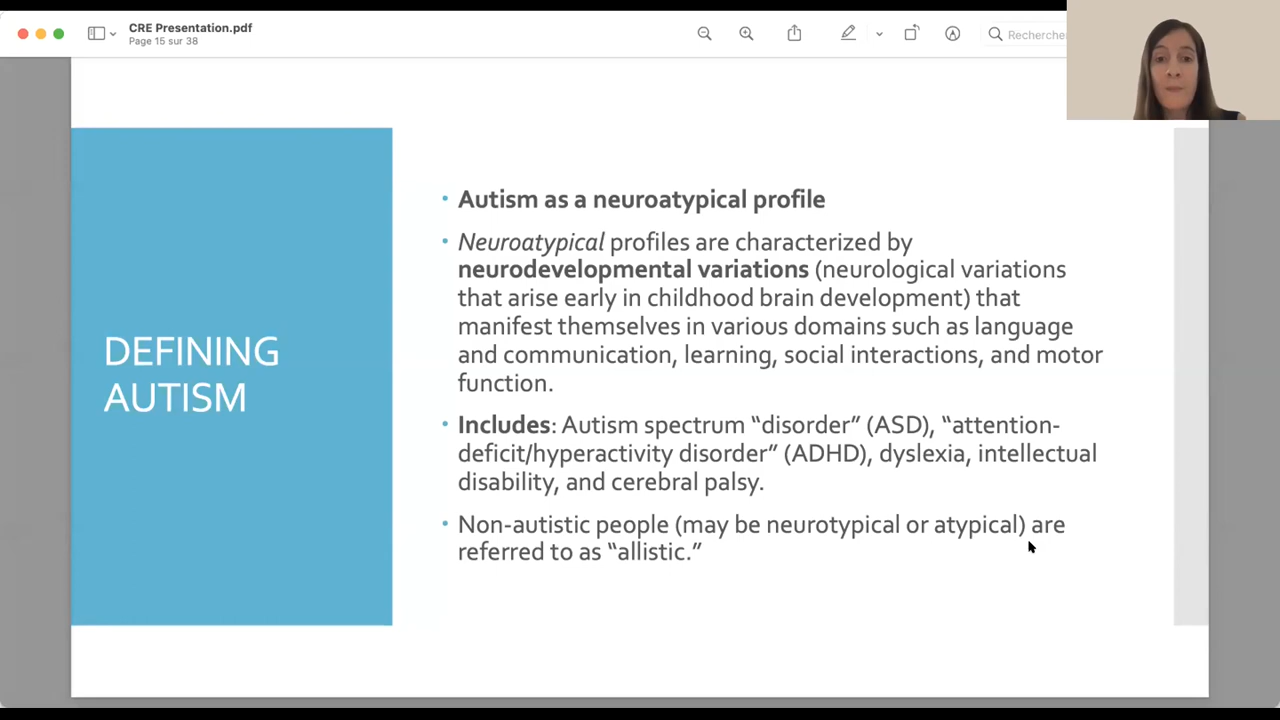 CRE Presentation.pdf
Page 15 sur 38
Rechercher
DEFINING
AUTISM
• Autism as a neuroatypical profile
• Neuroatypical profiles are characterized by
neurodevelopmental variations (neurological variations
that arise early in childhood brain development) that
manifest themselves in various domains such as language
and communication, learning, social interactions, and motor
function.
• Includes: Autism spectrum “disorder” (ASD), “attention-
deficit/hyperactivity disorder” (ADHD), dyslexia, intellectual
disability, and cerebral palsy.
• Non-autistic people (may be neurotypical or atypical) are
referred to as “allistic.”